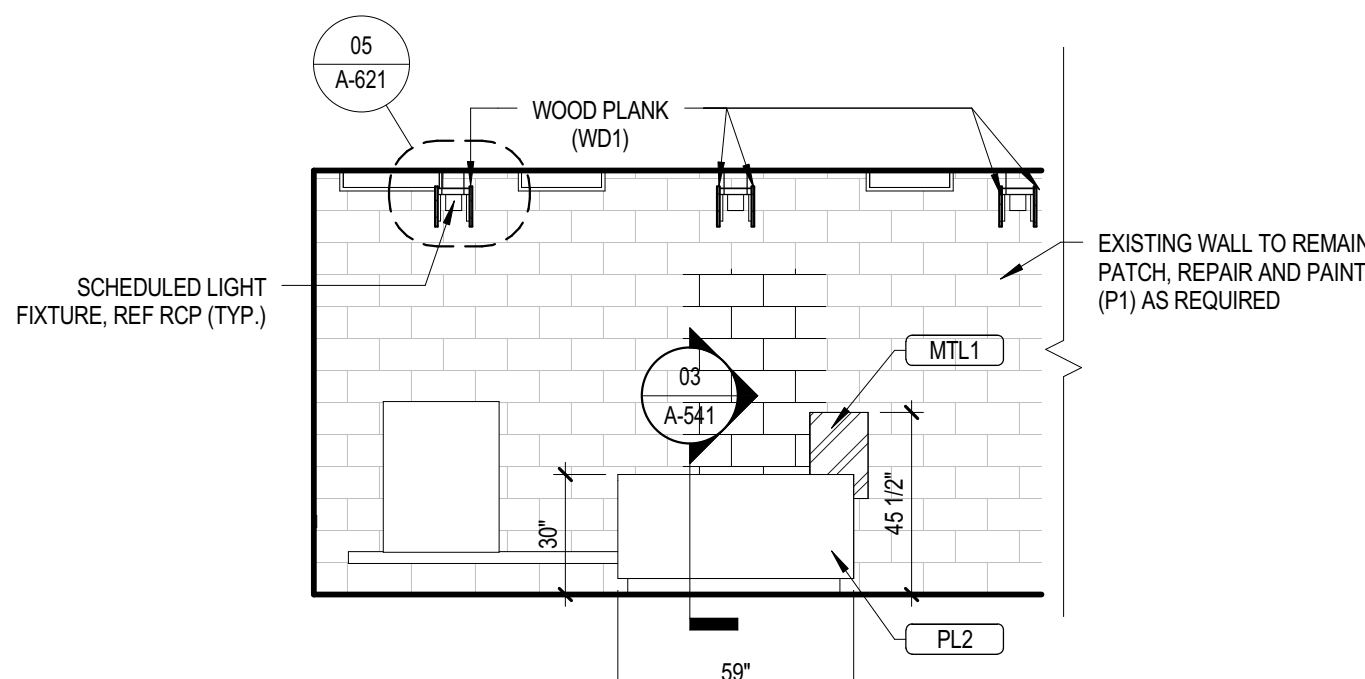 05
A-621
WOOD PLANK
(WD1)
SCHEDULED LIGHT
FIXTURE, REF RCP (TYP.)
EXISTING WALL TO REMAIN
PATCH, REPAIR AND PAINT
(P1) AS REQUIRED
MTL1
03
A-541
30"
45 1/2"
PL2
59"